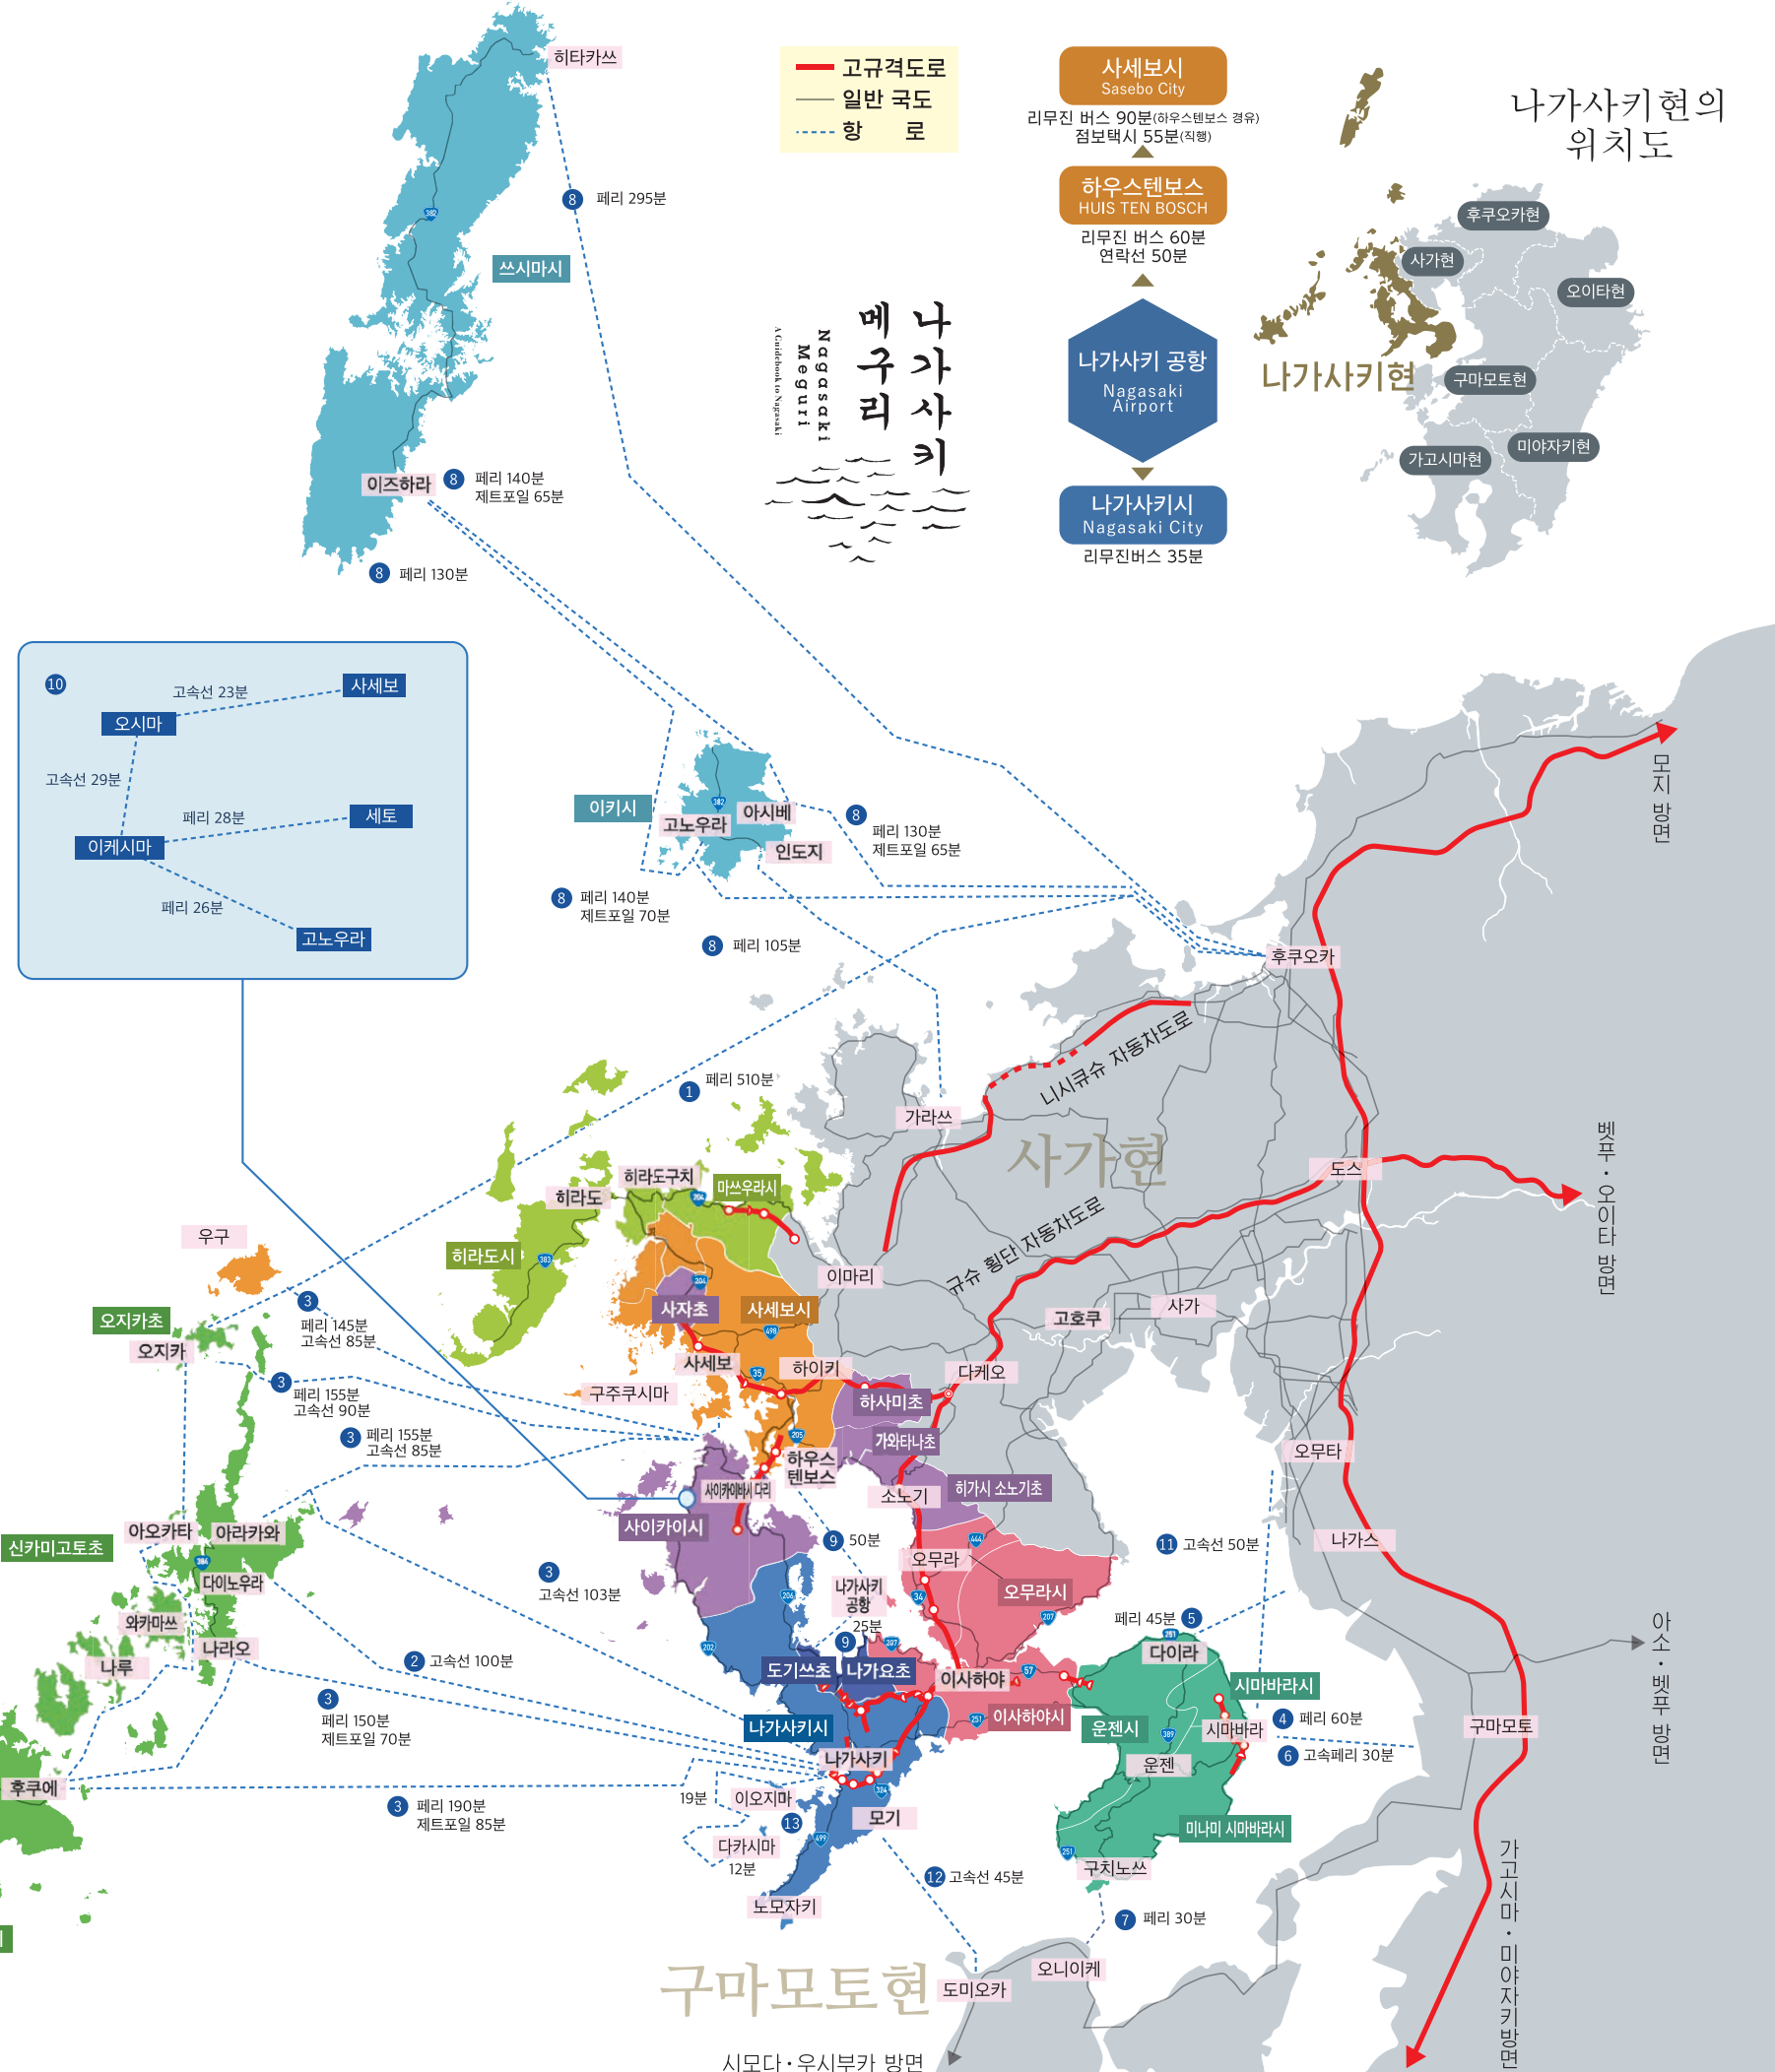 히타카쓰
고규격도로
일반 국도
항 로
사세보시
Sasebo City
리무진 버스 90분(하우스텐보스 경유)
점보택시 55분(직행)
하우스텐보스
HUIS TEN BOSCH
리무진 버스 60분
연락선 50분
나가사키 공항
Nagasaki
Airport
나가사키시
Nagasaki City
리무진버스 35분
나가사키현의
위치도
후쿠오카현
사가현
오이타현
나가사키현
구마모토현
미야자키현
가고시마현
나가사키
메구리
Nagasaki
Meguri
A Guidebook to Nagasaki
8 페리 295분
382
쓰시마시
이즈하라
8 페리 140분
제트포일 65분
8 페리 130분
10
고속선 23분
사세보
오시마
고속선 29분
페리 28분
세토
이케시마
페리 26분
고노우라
이키시
382
아시베
고노우라
인도지
8
페리 130분
제트포일 65분
8 페리 140분
제트포일 70분
8 페리 105분
모지 방면
후쿠오카
니시큐슈 자동차도로
1 페리 510분
가라쓰
사가현
도스
벳푸・오이타 방면
규슈 횡단 자동차도로
히라도구치
히라도
204
마쓰우라시
히라도시
383
우구
오지카초
오지카
3
페리 145분
고속선 85분
3
페리 155분
고속선 90분
3 페리 155분
고속선 85분
이마리
204
사자초
사세보시
498
사세보
35
하이키
구주쿠시마
고호쿠
사가
다케오
하사미초
가와타나초
205
하우스
텐보스
사이카이바시 다리
소노기
히가시 소노기초
사이카이시
오무타
나가스
신카미고토초
아오카타
아라카와
384
다이노우라
와카마쓰
나라오
나루
3
고속선 103분
2 고속선 100분
3
페리 150분
제트포일 70분
9 50분
나가사키
공항
25분
9
444
오무라
34
오무라시
207
206
202
207
도기쓰초
나가요초
이사하야
57
251
이사하야시
나가사키시
나가사키
11 고속선 50분
페리 45분 5
251
다이라
시마바라시
운젠시
389
시마바라
운젠
4 페리 60분
6 고속페리 30분
미나미 시마바라시
251
구치노쓰
구마모토
아소・벳푸 방면
후쿠에
3 페리 190분
제트포일 85분
19분
이오지마
13
다카시마
12분
324
모기
499
노모자키
12 고속선 45분
7 페리 30분
오니이케
도미오카
구마모토현
시모다・우시부카 방면
가고시마・미야자키방면